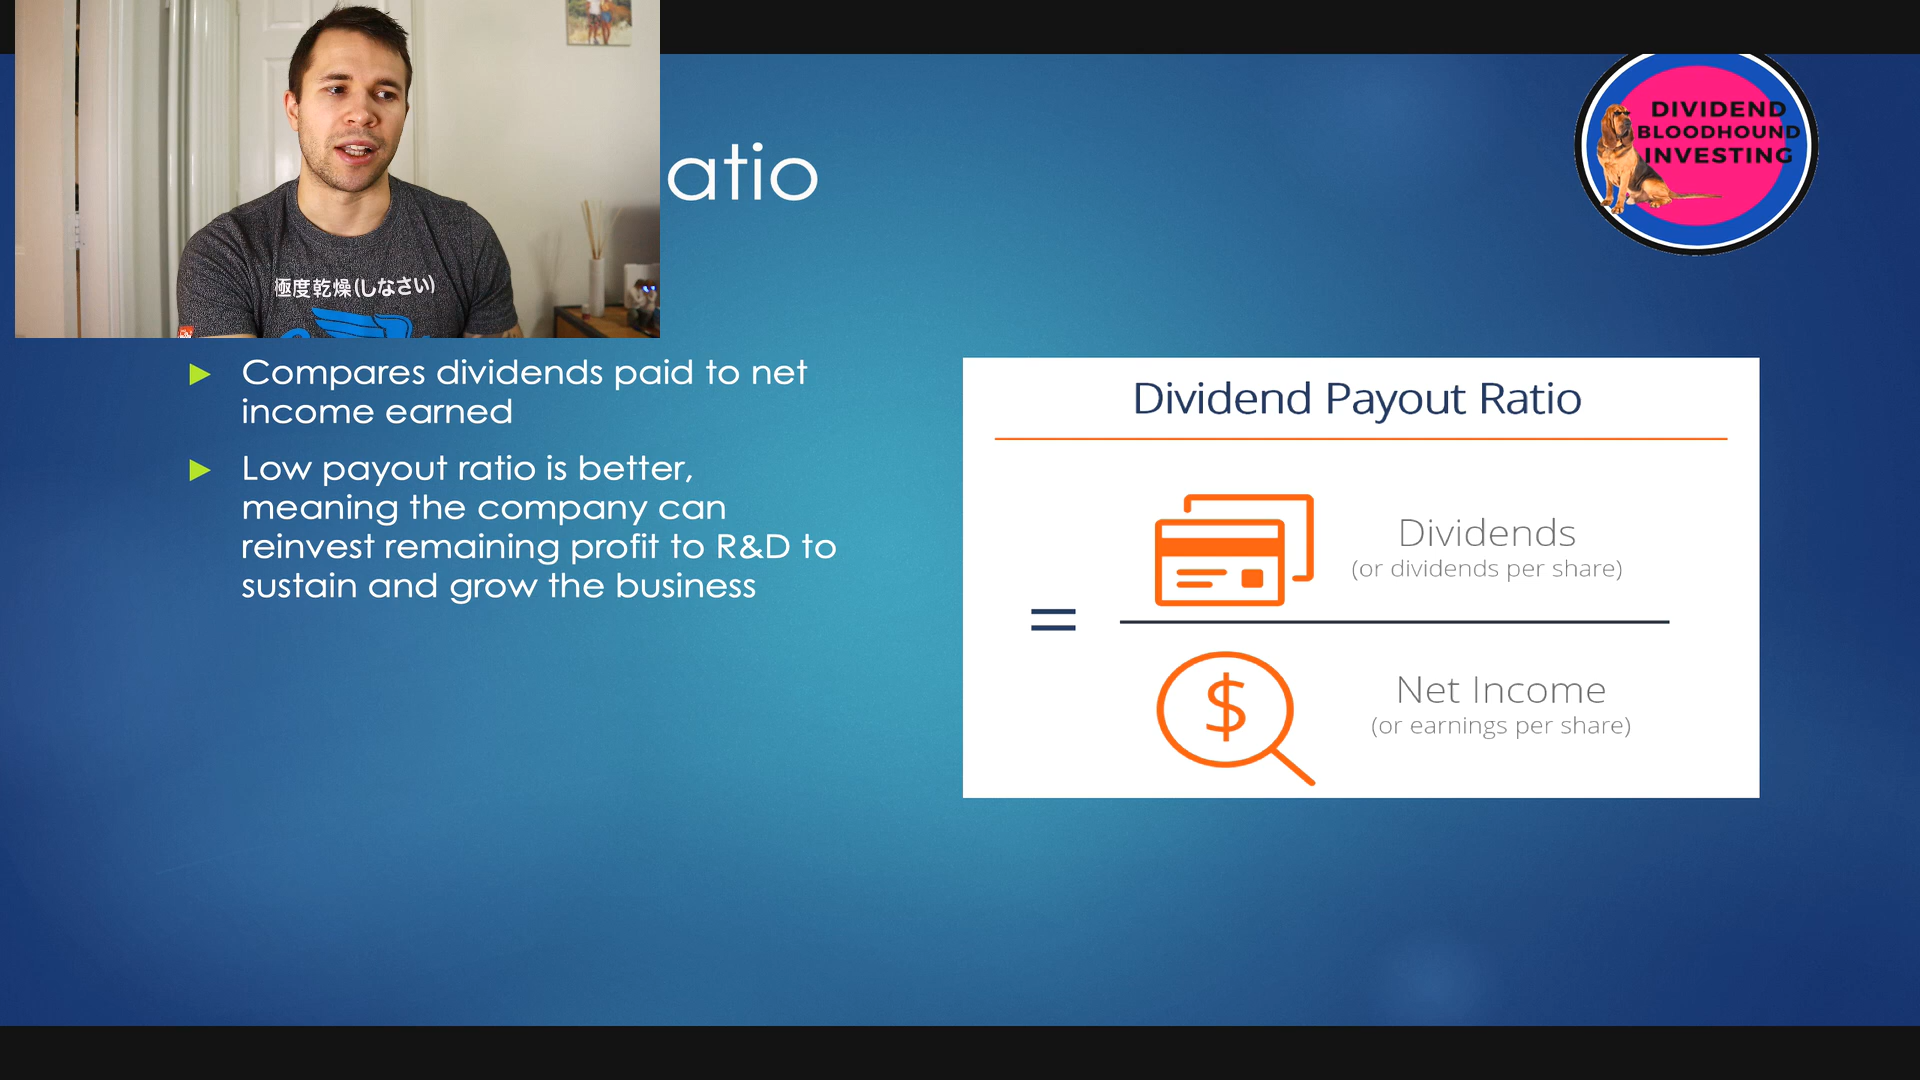 atio
DIVIDEND
BLOODHOUND
INVESTING
極度乾燥(しなさい)
Compares dividends paid to net
income earned
Low payout ratio is better,
meaning the company can
reinvest remaining profit to R&D to
sustain and grow the business
Dividend Payout Ratio
Dividends
(or dividends per share)
=
$
Net Income
(or earnings per share)